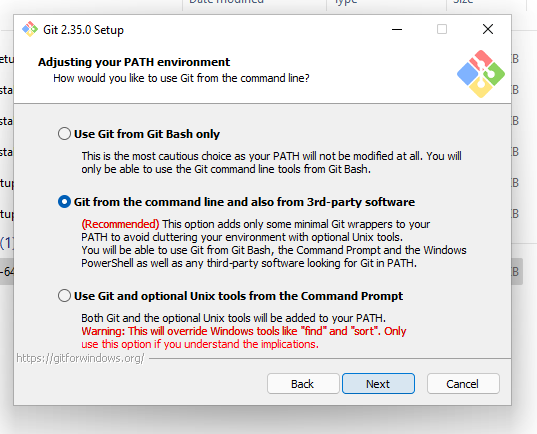 Date modified Type Size
Git 2.35.0 Setup
Adjusting your PATH environment
How would you like to use Git from the command line?
Use Git from Git Bash only
This is the most cautious choice as your PATH will not be modified at all. You will
only be able to use the Git command line tools from Git Bash.
Git from the command line and also from 3rd-party software
(Recommended) This option adds only some minimal Git wrappers to your
PATH to avoid cluttering your environment with optional Unix tools.
You will be able to use Git from Git Bash, the Command Prompt and the Windows
PowerShell as well as any third-party software looking for Git in PATH.
Use Git and optional Unix tools from the Command Prompt
Both Git and the optional Unix tools will be added to your PATH.
Warning: This will override Windows tools like "find" and "sort". Only
use this option if you understand the implications.
https://gitforwindows.org/
Back Next Cancel